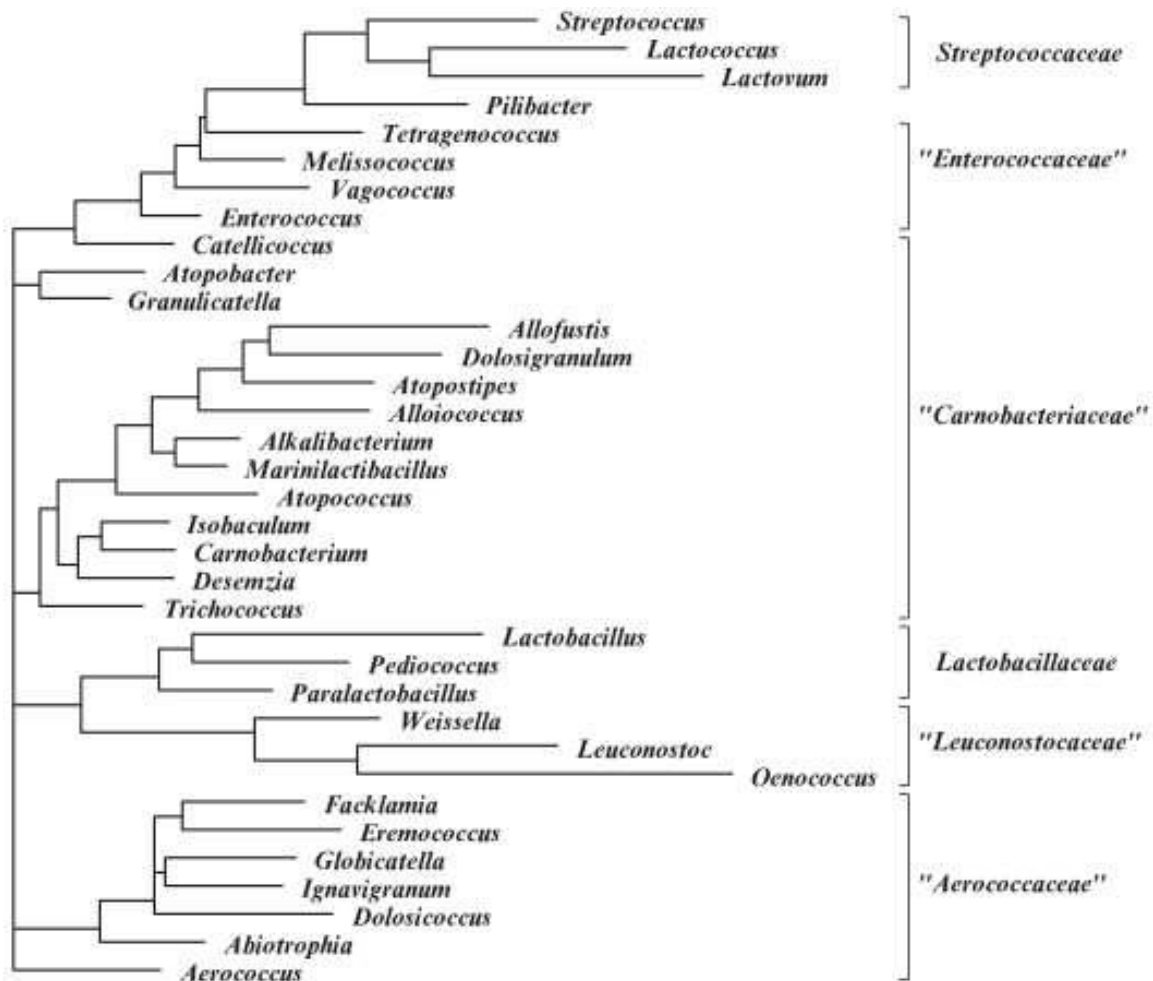 Streptococcus
Lactococcus
Streptococcaceae
Lactovum
Pilibacter
Tetragenococcus
Melissococcus
"Enterococcaceae"
Vagococcus
Enterococcus
Catellicoccus
Atopobacter
Granulicatella
Allofustis
Dolosigranulum
Atopostipes
Alloiococcus
"Carnobacteriaceae"
Alkalibacterium
Marinilactibacillus
Atopococcus
Isobaculum
Carnobacterium
Desemzia
Trichococcus
Lactobacillus
Pediococcus
Lactobacillaceae
Paralactobacillus
Weissella
"Leuconostocaceae"
Leuconostoc
Oenococcus
Facklamia
Eremococcus
Globicatella
"Aerococcaceae"
Ignavigranum
Dolosicoccus
Abiotrophia
Aerococcus